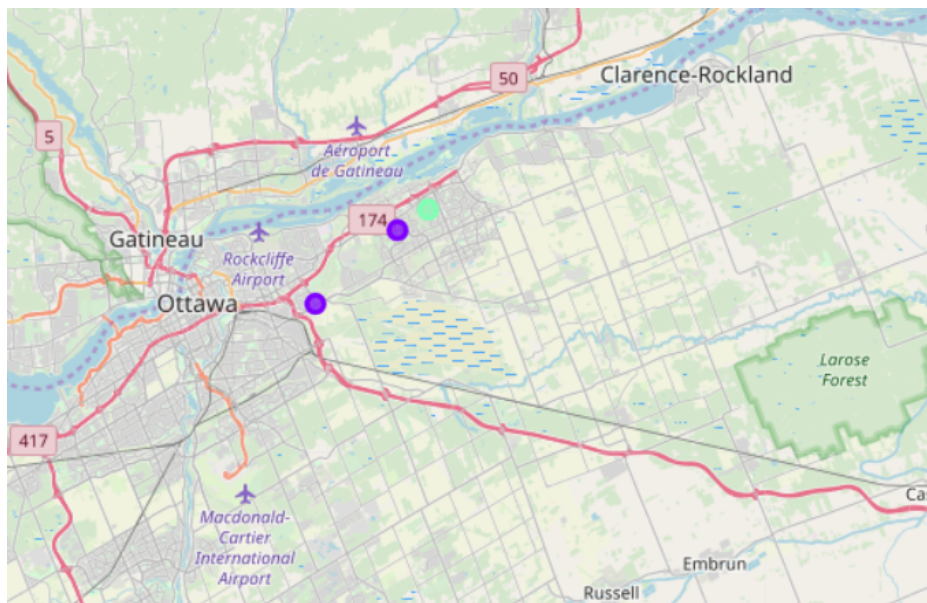 50
Clarence-Rockland
5
Aéroport
de Gatineau
174
Gatineau
Rockcliffe
Airport
Ottawa
Larose
Forest
417
Macdonald-
Cartier
International
Airport
Ca
Embrun
Russell